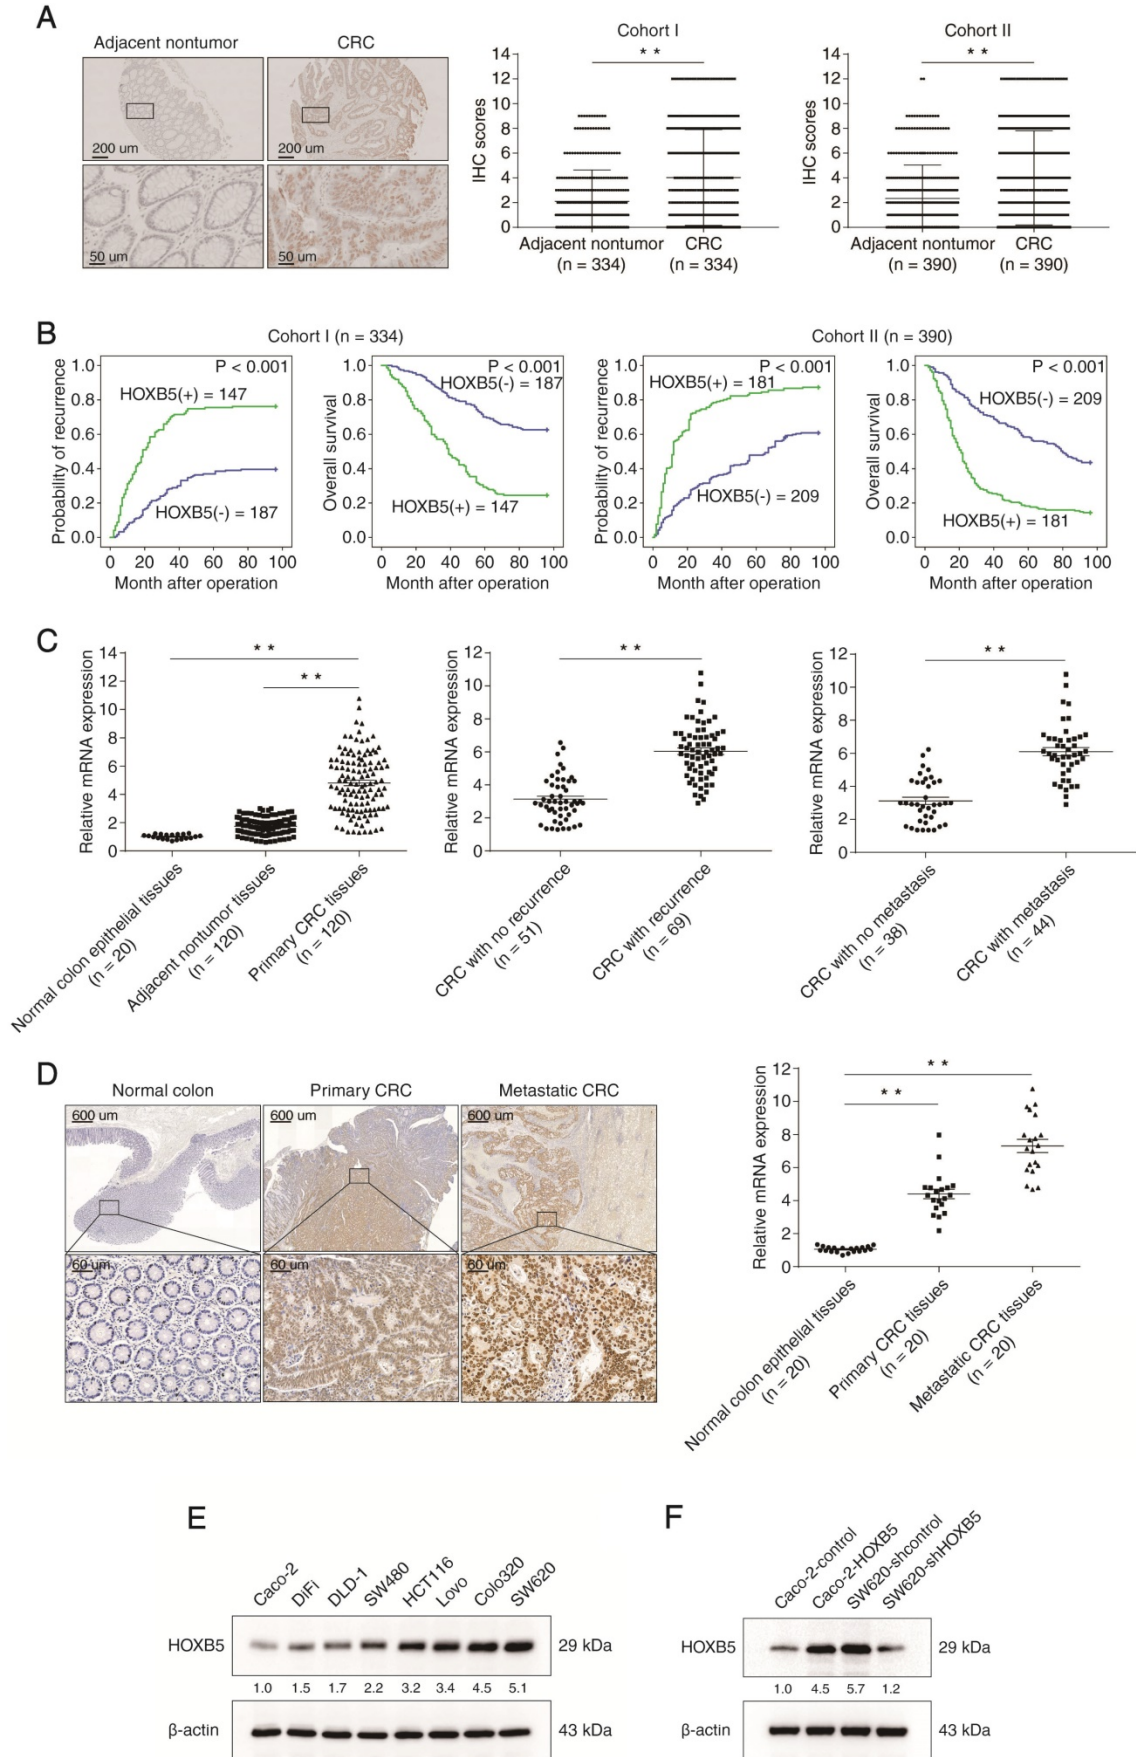 A
Adjacent nontumor
CRC
200 um
200 um
50 um
50 um
Cohort I
* *
IHC scores
14
12
10
8
6
4
2
0
Adjacent nontumor
(n = 334)
CRC
(n = 334)
Cohort II
* *
IHC scores
14
12
10
8
6
4
2
0
Adjacent nontumor
(n = 390)
CRC
(n = 390)
B
Cohort I (n = 334)
Cohort II (n = 390)
Probability of recurrence
1.0
0.8
0.6
0.4
0.2
0.0
P < 0.001
HOXB5(+) = 147
HOXB5(-) = 187
0 20 40 60 80 100
Month after operation
Overall survival
1.0
0.8
0.6
0.4
0.2
0.0
P < 0.001
HOXB5(-) = 187
HOXB5(+) = 147
0 20 40 60 80 100
Month after operation
Probability of recurrence
1.0
0.8
0.6
0.4
0.2
0.0
P < 0.001
HOXB5(+) = 181
HOXB5(-) = 209
0 20 40 60 80 100
Month after operation
Overall survival
1.0
0.8
0.6
0.4
0.2
0.0
P < 0.001
HOXB5(-) = 209
HOXB5(+) = 181
0 20 40 60 80 100
Month after operation
C
Relative mRNA expression
14
12
10
8
6
4
2
0
* *
* *
Normal colon epithelial tissues
(n = 20)
Adjacent nontumor tissues
(n = 120)
Primary CRC tissues
(n = 120)
Relative mRNA expression
12
10
8
6
4
2
0
* *
CRC with no recurrence
(n = 51)
CRC with recurrence
(n = 69)
Relative mRNA expression
12
10
8
6
4
2
0
* *
CRC with no metastasis
(n = 38)
CRC with metastasis
(n = 44)
D
Normal colon
Primary CRC
Metastatic CRC
600 um
600 um
600 um
60 um
60 um
60 um
Relative mRNA expression
12
10
8
6
4
2
0
* *
* *
Normal colon epithelial tissues
(n = 20)
Primary CRC tissues
(n = 20)
Metastatic CRC tissues
(n = 20)
E
Caco-2
DiFi
DLD-1
SW480
HCT116
Lovo
Colo320
SW620
HOXB5
29 kDa
1.0 1.5 1.7 2.2 3.2 3.4 4.5 5.1
β-actin
43 kDa
F
Caco-2-control
Caco-2-HOXB5
SW620-shcontrol
SW620-shHOXB5
HOXB5
29 kDa
1.0 4.5 5.7 1.2
β-actin
43 kDa